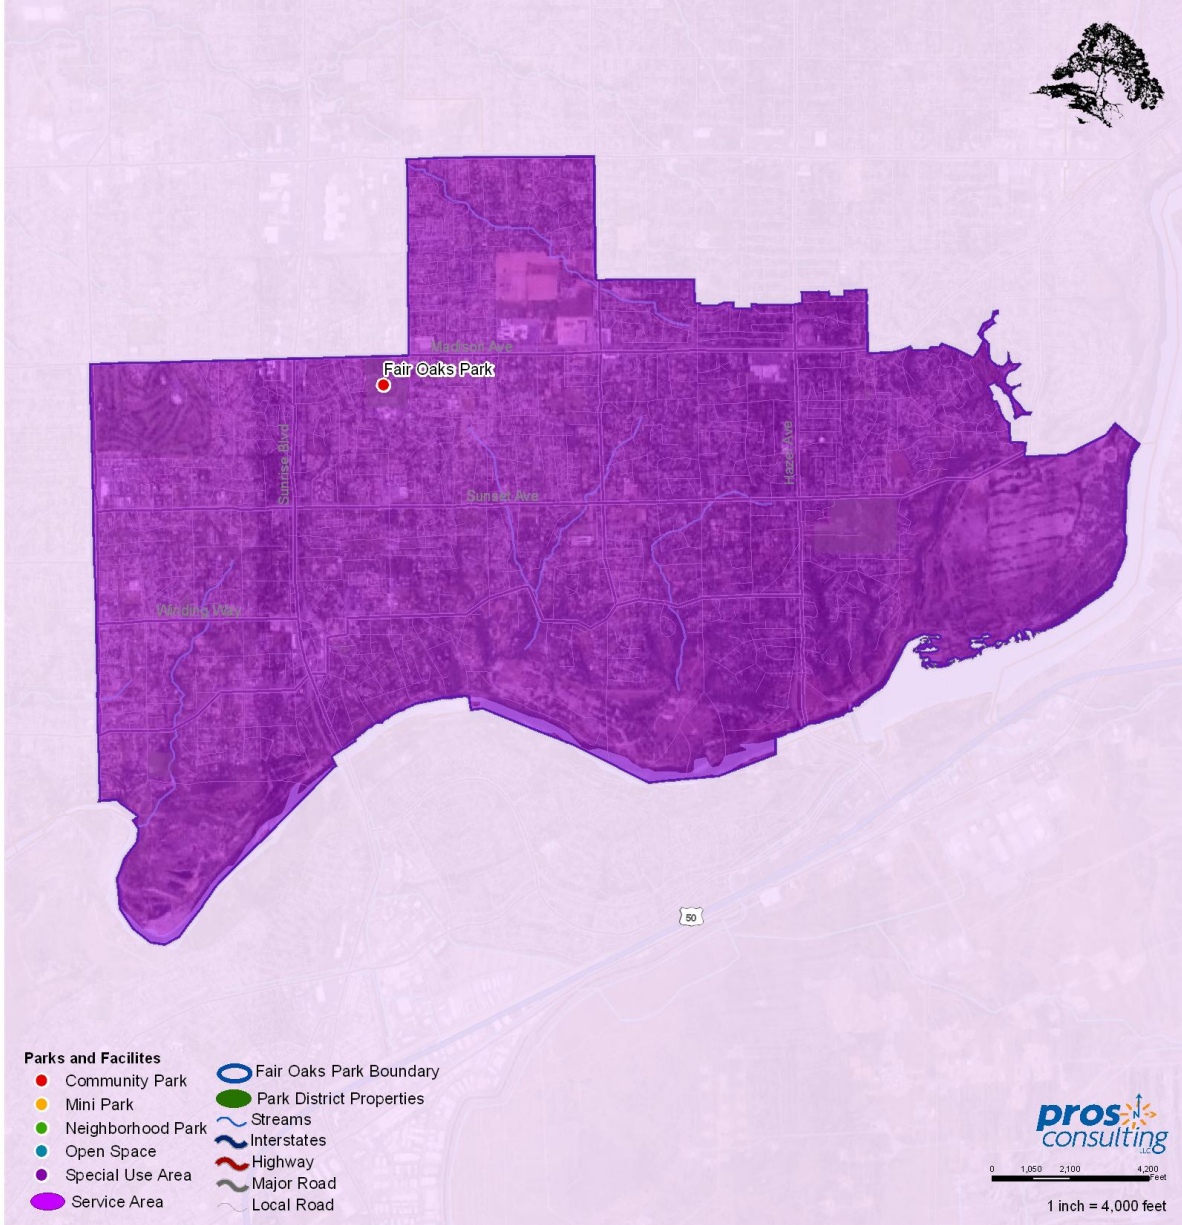 Madison Ave
Fair Oaks Park
Sunrise Blvd
Hazel Ave
Sunset Ave
Winding Way
50
Parks and Facilites
Community Park
Mini Park
Neighborhood Park
Open Space
Special Use Area
Service Area
Fair Oaks Park Boundary
Park District Properties
Streams
Interstates
Highway
Major Road
Local Road
N
pros
consulting
LLC
0 1,050 2,100 4,200
Feet
1 inch = 4,000 feet